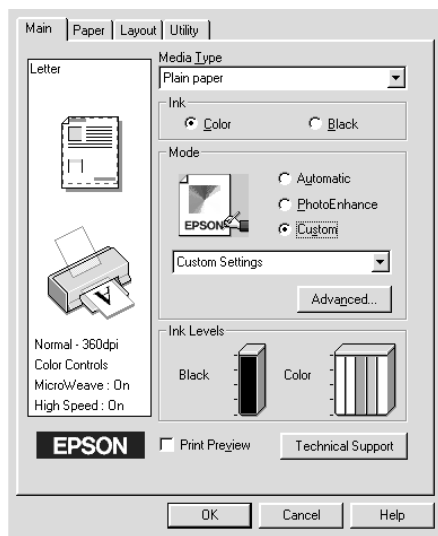 Main Paper Layout Utility
Letter
Media Type
Plain paper
Ink
Color Black
Mode
EPSON
Automatic
PhotoEnhance
Custom
Custom Settings
Advanced...
A
Normal - 360dpi
Color Controls
MicroWeave : On
High Speed : On
Ink Levels
Black Color
EPSON
Print Preview Technical Support
OK Cancel Help